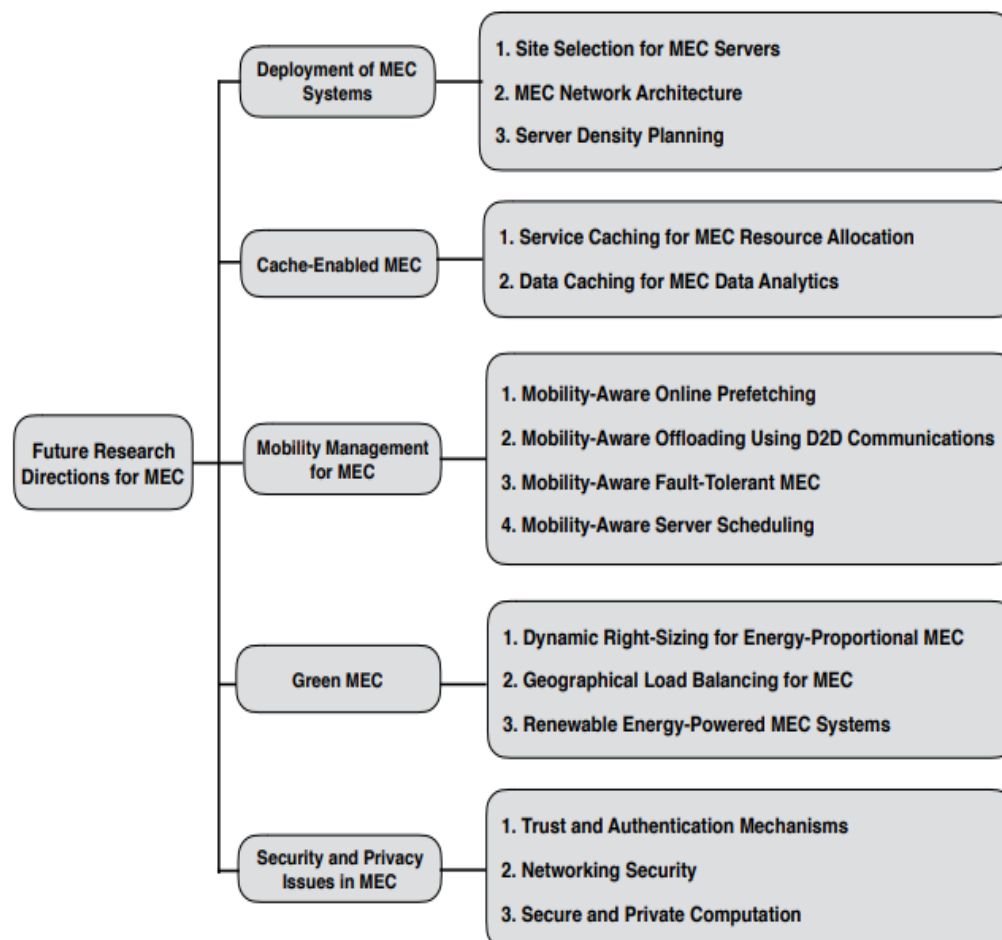 Future Research
Directions for MEC
Deployment of MEC
Systems
1. Site Selection for MEC Servers
2. MEC Network Architecture
3. Server Density Planning
Cache-Enabled MEC
1. Service Caching for MEC Resource Allocation
2. Data Caching for MEC Data Analytics
Mobility Management
for MEC
1. Mobility-Aware Online Prefetching
2. Mobility-Aware Offloading Using D2D Communications
3. Mobility-Aware Fault-Tolerant MEC
4. Mobility-Aware Server Scheduling
Green MEC
1. Dynamic Right-Sizing for Energy-Proportional MEC
2. Geographical Load Balancing for MEC
3. Renewable Energy-Powered MEC Systems
Security and Privacy
Issues in MEC
1. Trust and Authentication Mechanisms
2. Networking Security
3. Secure and Private Computation